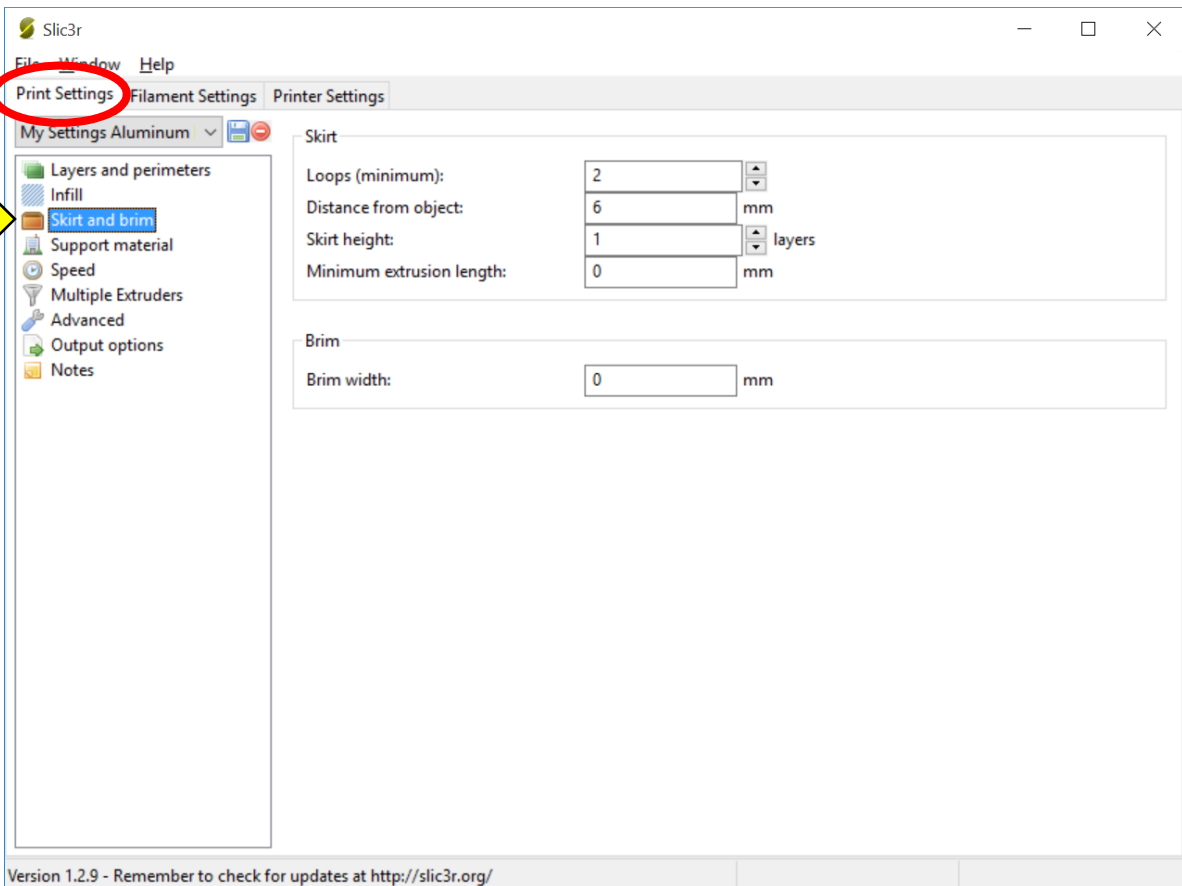 Slic3r
File Window Help
Print Settings Filament Settings Printer Settings
My Settings Aluminum
Layers and perimeters
Infill
Skirt and brim
Support material
Speed
Multiple Extruders
Advanced
Output options
Notes
Skirt
Loops (minimum): 2
Distance from object: 6 mm
Skirt height: 1 layers
Minimum extrusion length: 0 mm
Brim
Brim width: 0 mm
Version 1.2.9 - Remember to check for updates at http://slic3r.org/